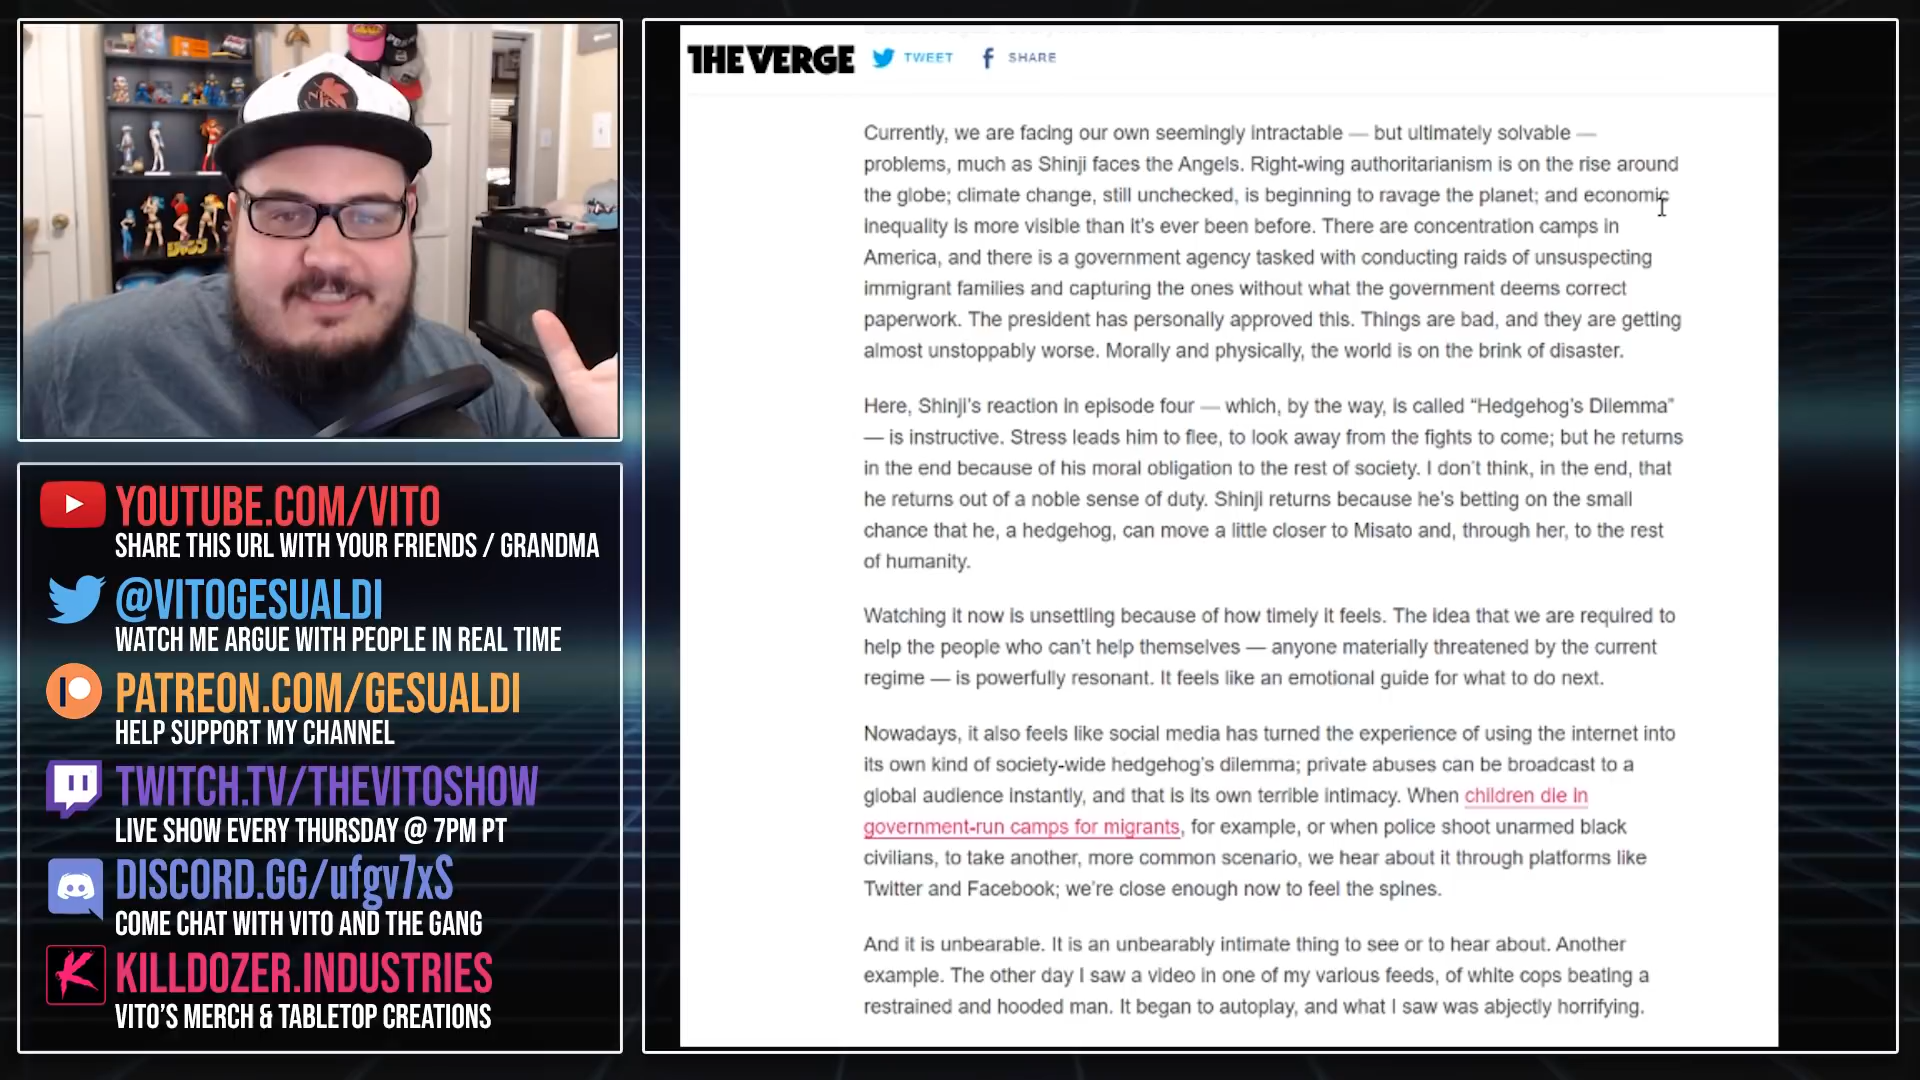 YOUTUBE.COM/VITO
SHARE THIS URL WITH YOUR FRIENDS / GRANDMA
@VITOGESUALDI
WATCH ME ARGUE WITH PEOPLE IN REAL TIME
PATREON.COM/GESUALDI
HELP SUPPORT MY CHANNEL
TWITCH.TV/THEVITOSHOW
LIVE SHOW EVERY THURSDAY @ 7PM PT
DISCORD.GG/ufgv7xS
COME CHAT WITH VITO AND THE GANG
KILLDOZER.INDUSTRIES
VITO'S MERCH & TABLETOP CREATIONS
THE VERGE TWEET SHARE
Currently, we are facing our own seemingly intractable — but ultimately solvable —
problems, much as Shinji faces the Angels. Right-wing authoritarianism is on the rise around
the globe; climate change, still unchecked, is beginning to ravage the planet; and economic
inequality is more visible than it's ever been before. There are concentration camps in
America, and there is a government agency tasked with conducting raids of unsuspecting
immigrant families and capturing the ones without what the government deems correct
paperwork. The president has personally approved this. Things are bad, and they are getting
almost unstoppably worse. Morally and physically, the world is on the brink of disaster.
Here, Shinji's reaction in episode four — which, by the way, is called “Hedgehog's Dilemma”
— is instructive. Stress leads him to flee, to look away from the fights to come; but he returns
in the end because of his moral obligation to the rest of society. I don't think, in the end, that
he returns out of a noble sense of duty. Shinji returns because he's betting on the small
chance that he, a hedgehog, can move a little closer to Misato and, through her, to the rest
of humanity.
Watching it now is unsettling because of how timely it feels. The idea that we are required to
help the people who can't help themselves — anyone materially threatened by the current
regime — is powerfully resonant. It feels like an emotional guide for what to do next.
Nowadays, it also feels like social media has turned the experience of using the internet into
its own kind of society-wide hedgehog's dilemma; private abuses can be broadcast to a
global audience instantly, and that is its own terrible intimacy. When children die in
government-run camps for migrants, for example, or when police shoot unarmed black
civilians, to take another, more common scenario, we hear about it through platforms like
Twitter and Facebook; we're close enough now to feel the spines.
And it is unbearable. It is an unbearably intimate thing to see or to hear about. Another
example. The other day I saw a video in one of my various feeds, of white cops beating a
restrained and hooded man. It began to autoplay, and what I saw was abjectly horrifying.